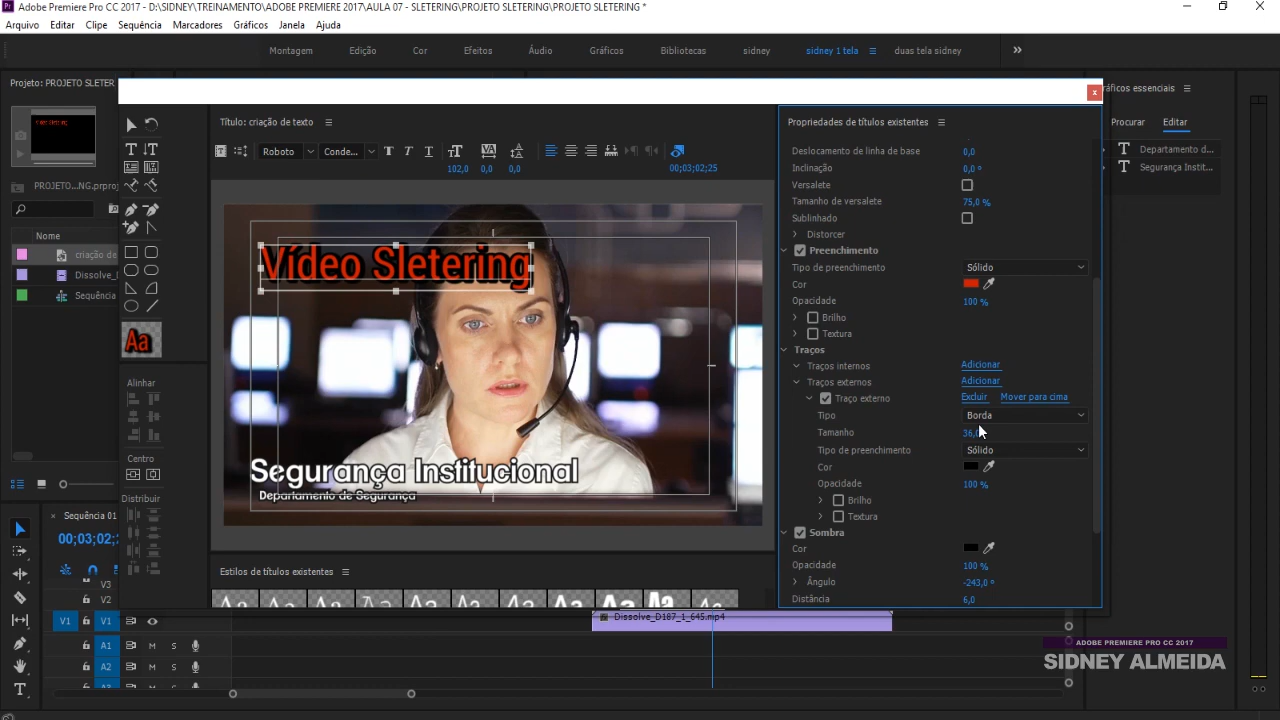 Adobe Premiere Pro CC 2017 - D:\SIDNEY\TREINAMENTO\ADOBE PREMIERE 2017\AULA 07 - SLETERING\PROJETO SLETERING\PROJETO SLETERING *
Arquivo Editar Clipe Sequência Marcadores Gráficos Janela Ajuda
Montagem Edição Cor Efeitos Áudio Gráficos Bibliotecas sidney sidney 1 tela duas tela sidney
Projeto: PROJETO SLETER
ráficos essenciais
Título: criação de texto
Propriedades de títulos existentes
Procurar Editar
Roboto Conde...
102,0 0,0 0,0
00;03;02;25
Departamento d...
Segurança Instit...
PROJETO...NG.prproj
Nome
criação de
Dissolve_
Sequência
Aa
Alinhar
Centro
Distribuir
Vídeo Sletering
Segurança Institucional
Departamento de Segurança
Deslocamento de linha de base 0,0
Inclinação 0,0 °
Versalete
Tamanho de versalete 75,0 %
Sublinhado
Distorcer
Preenchimento
Tipo de preenchimento Sólido
Cor
Opacidade 100 %
Brilho
Textura
Traços
Traços internos Adicionar
Traços externos Adicionar
Traço externo Excluir Mover para cima
Tipo Borda
Tamanho 36,0
Tipo de preenchimento Sólido
Cor
Opacidade 100 %
Brilho
Textura
Sombra
Cor
Opacidade 100 %
Ângulo -243,0 °
Distância 6,0
Estilos de títulos existentes
Sequência 01
00;03;02;
V3
V2
V1 V1
Dissolve_D187_1_645.mp4
A1 M S
A2 M S
ADOBE PREMIERE PRO CC 2017
SIDNEY ALMEIDA